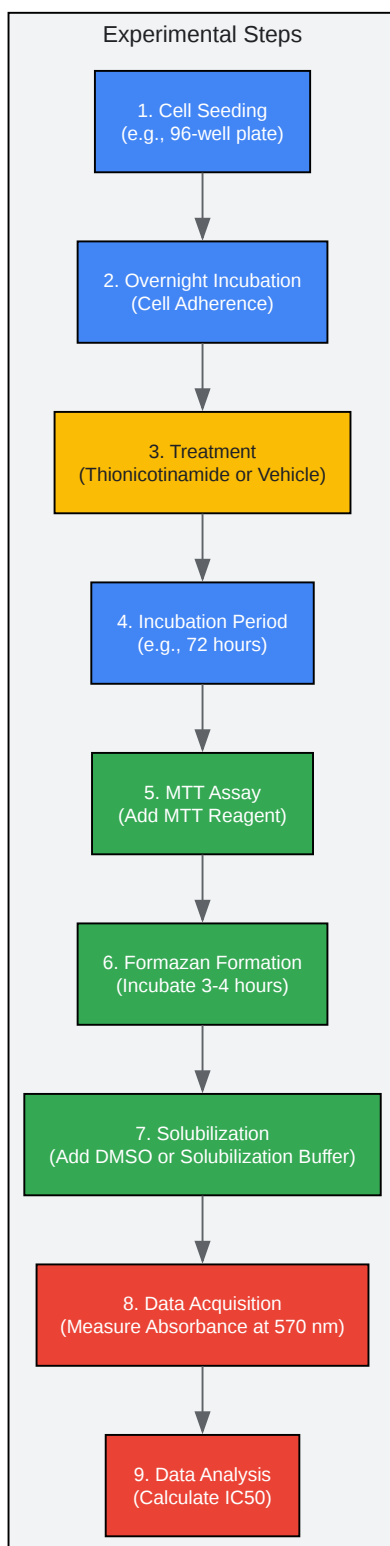 Experimental Steps
1. Cell Seeding
(e.g., 96-well plate)
2. Overnight Incubation
(Cell Adherence)
3. Treatment
(Thionicotinamide or Vehicle)
4. Incubation Period
(e.g., 72 hours)
5. MTT Assay
(Add MTT Reagent)
6. Formazan Formation
(Incubate 3-4 hours)
7. Solubilization
(Add DMSO or Solubilization Buffer)
8. Data Acquisition
(Measure Absorbance at 570 nm)
9. Data Analysis
(Calculate IC50)